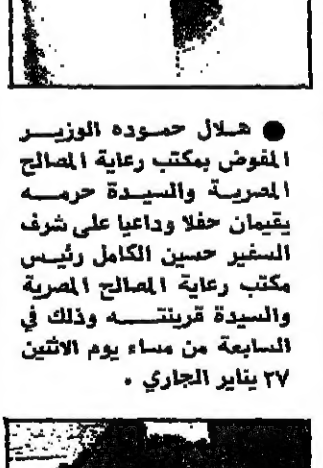 ● هلال حموده الوزير
المفوض بمكتب رعاية المصالح
المصرية والسيدة حرمه
يقيمان حفلا وداعيا على شرف
السفير حسين الكامل رئيس
مكتب رعاية المصالح المصرية
والسيدة قرينته وذلك في
السابعة من مساء يوم الاثنين
٢٧ يناير الجاري .